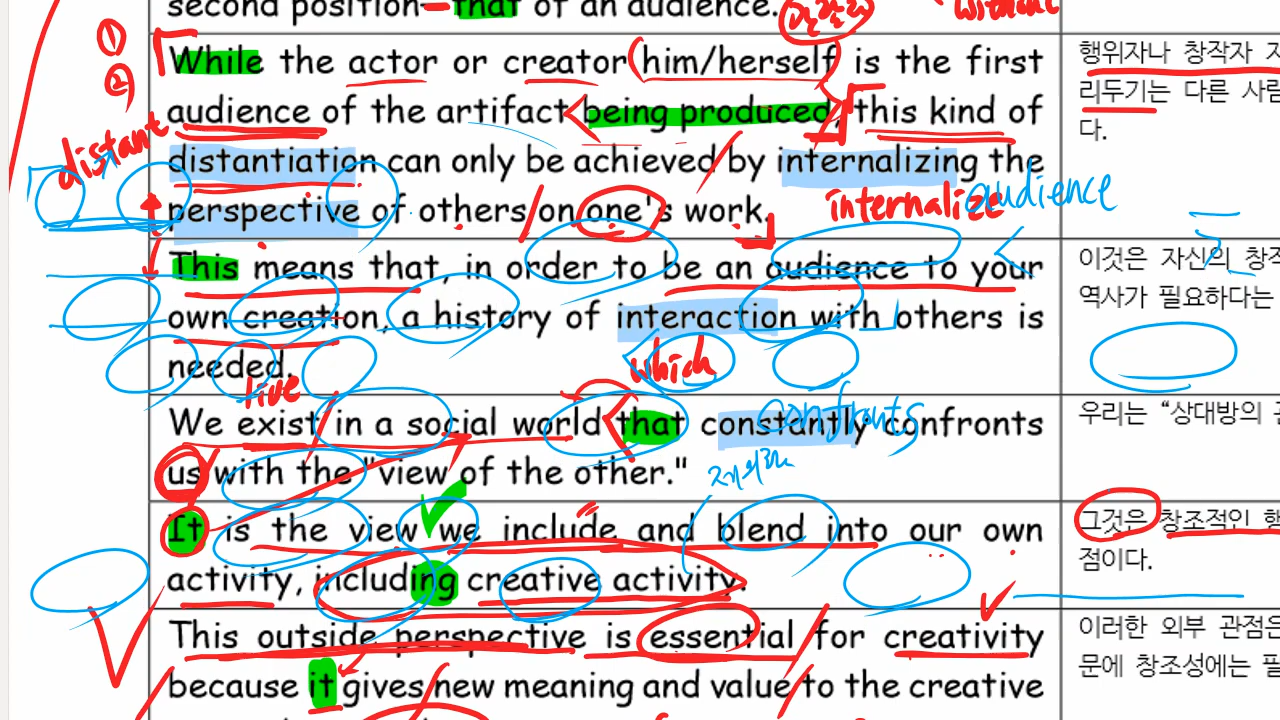 second position— that of an audience.
without
①
While the actor or creator (him/herself) is the first
행위자나 창작자 자
②
audience of the artifact being produced, this kind of
리두기는 다른 사람
다.
distant
distantiation can only be achieved by internalizing the
perspective of others/on one's work.
internalize
audience
This means that, in order to be an audience to your
이것은 자신의 창작
own creation, a history of interaction with others is
역사가 필요하다는
needed.
which
live
confronts
We exist in a social world that constantly confronts
우리는 “상대방의 관
us with the "view of the other."
재의하
It is the view we include and blend into our own
그것은 창조적인 행
activity, including creative activity.
점이다.
This outside perspective is essential for creativity
이러한 외부 관점은
because it gives new meaning and value to the creative
문에 창조성에는 필